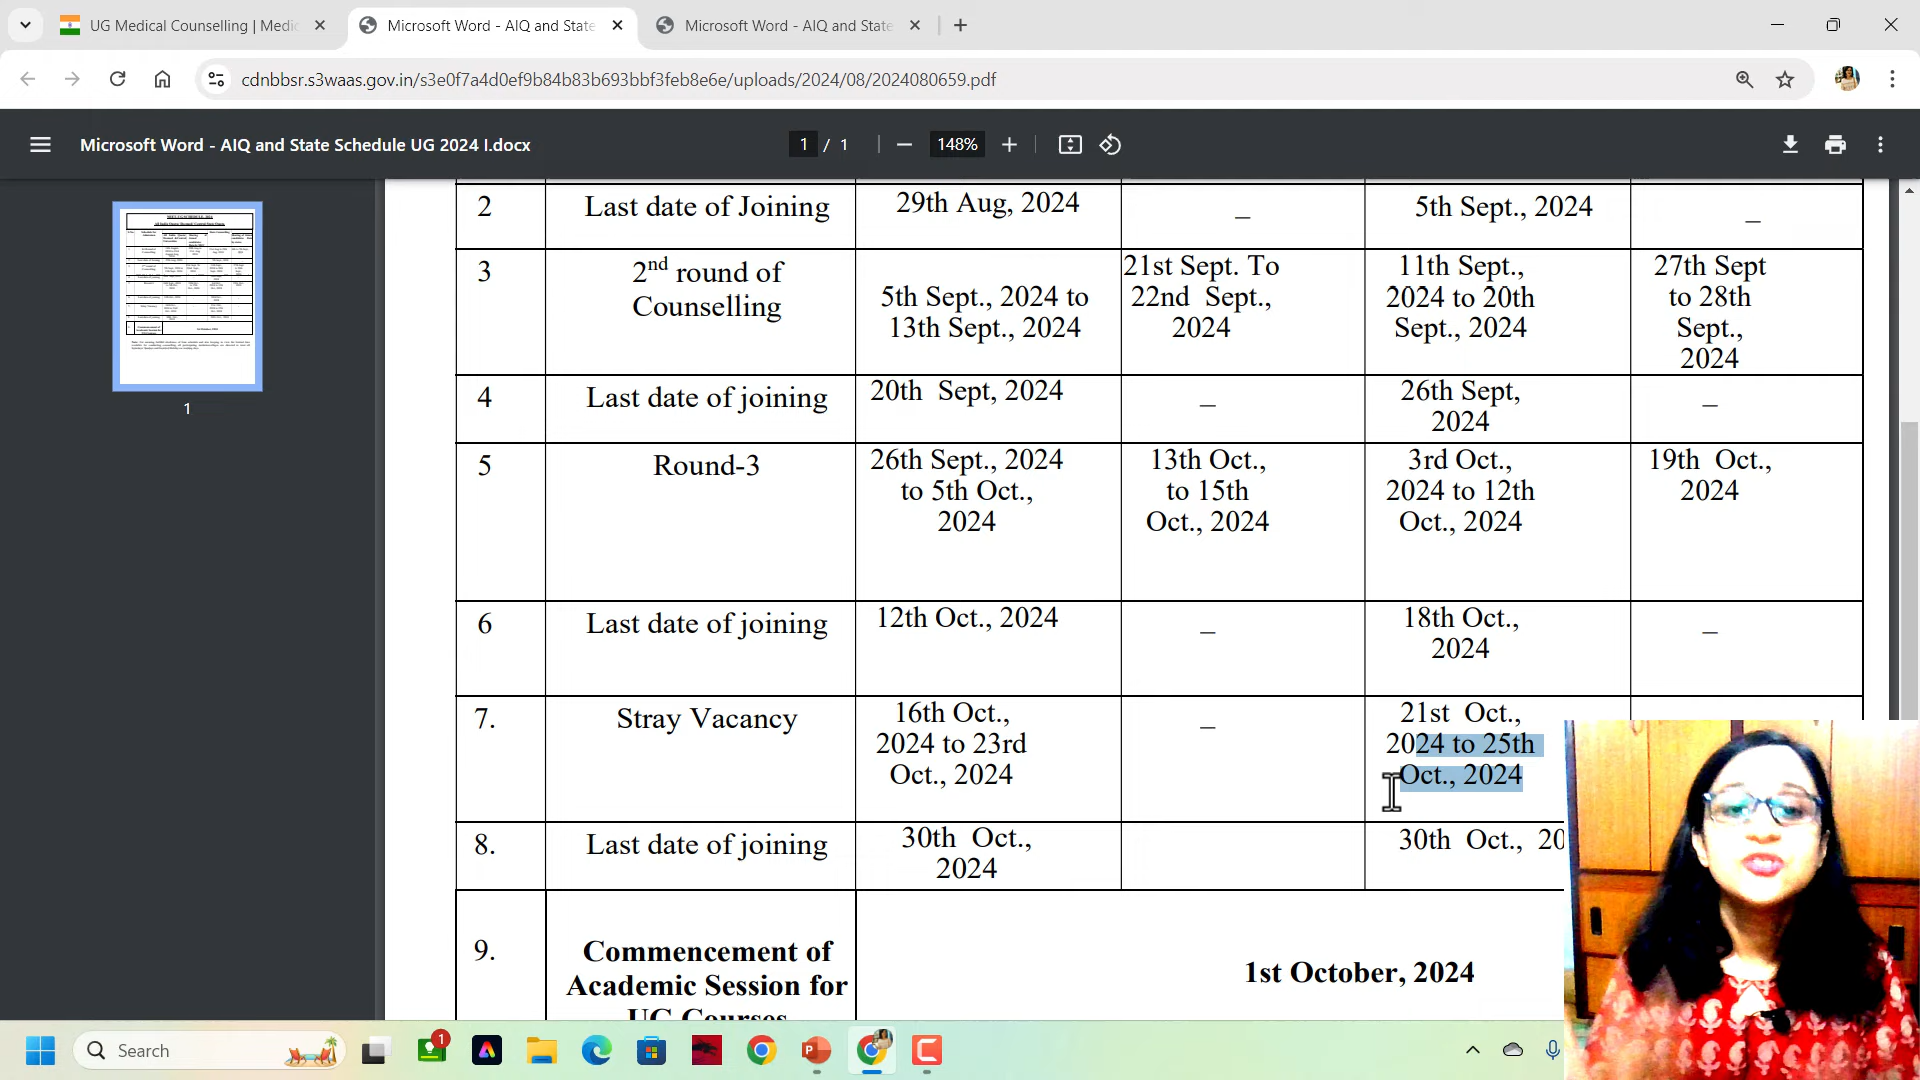 UG Medical Counselling | Medic
Microsoft Word - AIQ and State
Microsoft Word - AIQ and State
cdnbbsr.s3waas.gov.in/s3e0f7a4d0ef9b84b83b693bbf3feb8e6e/uploads/2024/08/2024080659.pdf
Microsoft Word - AIQ and State Schedule UG 2024 I.docx
1 / 1
148%
1
2
Last date of Joining
29th Aug, 2024
_
5th Sept., 2024
_
3
2nd round of
Counselling
5th Sept., 2024 to
13th Sept., 2024
21st Sept. To
22nd Sept.,
2024
11th Sept.,
2024 to 20th
Sept., 2024
27th Sept
to 28th
Sept.,
2024
4
Last date of joining
20th Sept, 2024
_
26th Sept,
2024
_
5
Round-3
26th Sept., 2024
to 5th Oct.,
2024
13th Oct.,
to 15th
Oct., 2024
3rd Oct.,
2024 to 12th
Oct., 2024
19th Oct.,
2024
6
Last date of joining
12th Oct., 2024
_
18th Oct.,
2024
_
7.
Stray Vacancy
16th Oct.,
2024 to 23rd
Oct., 2024
_
21st Oct.,
2024 to 25th
Oct., 2024
8.
Last date of joining
30th Oct.,
2024
30th Oct., 20
9.
Commencement of
Academic Session for
UG Courses
1st October, 2024
Search
1